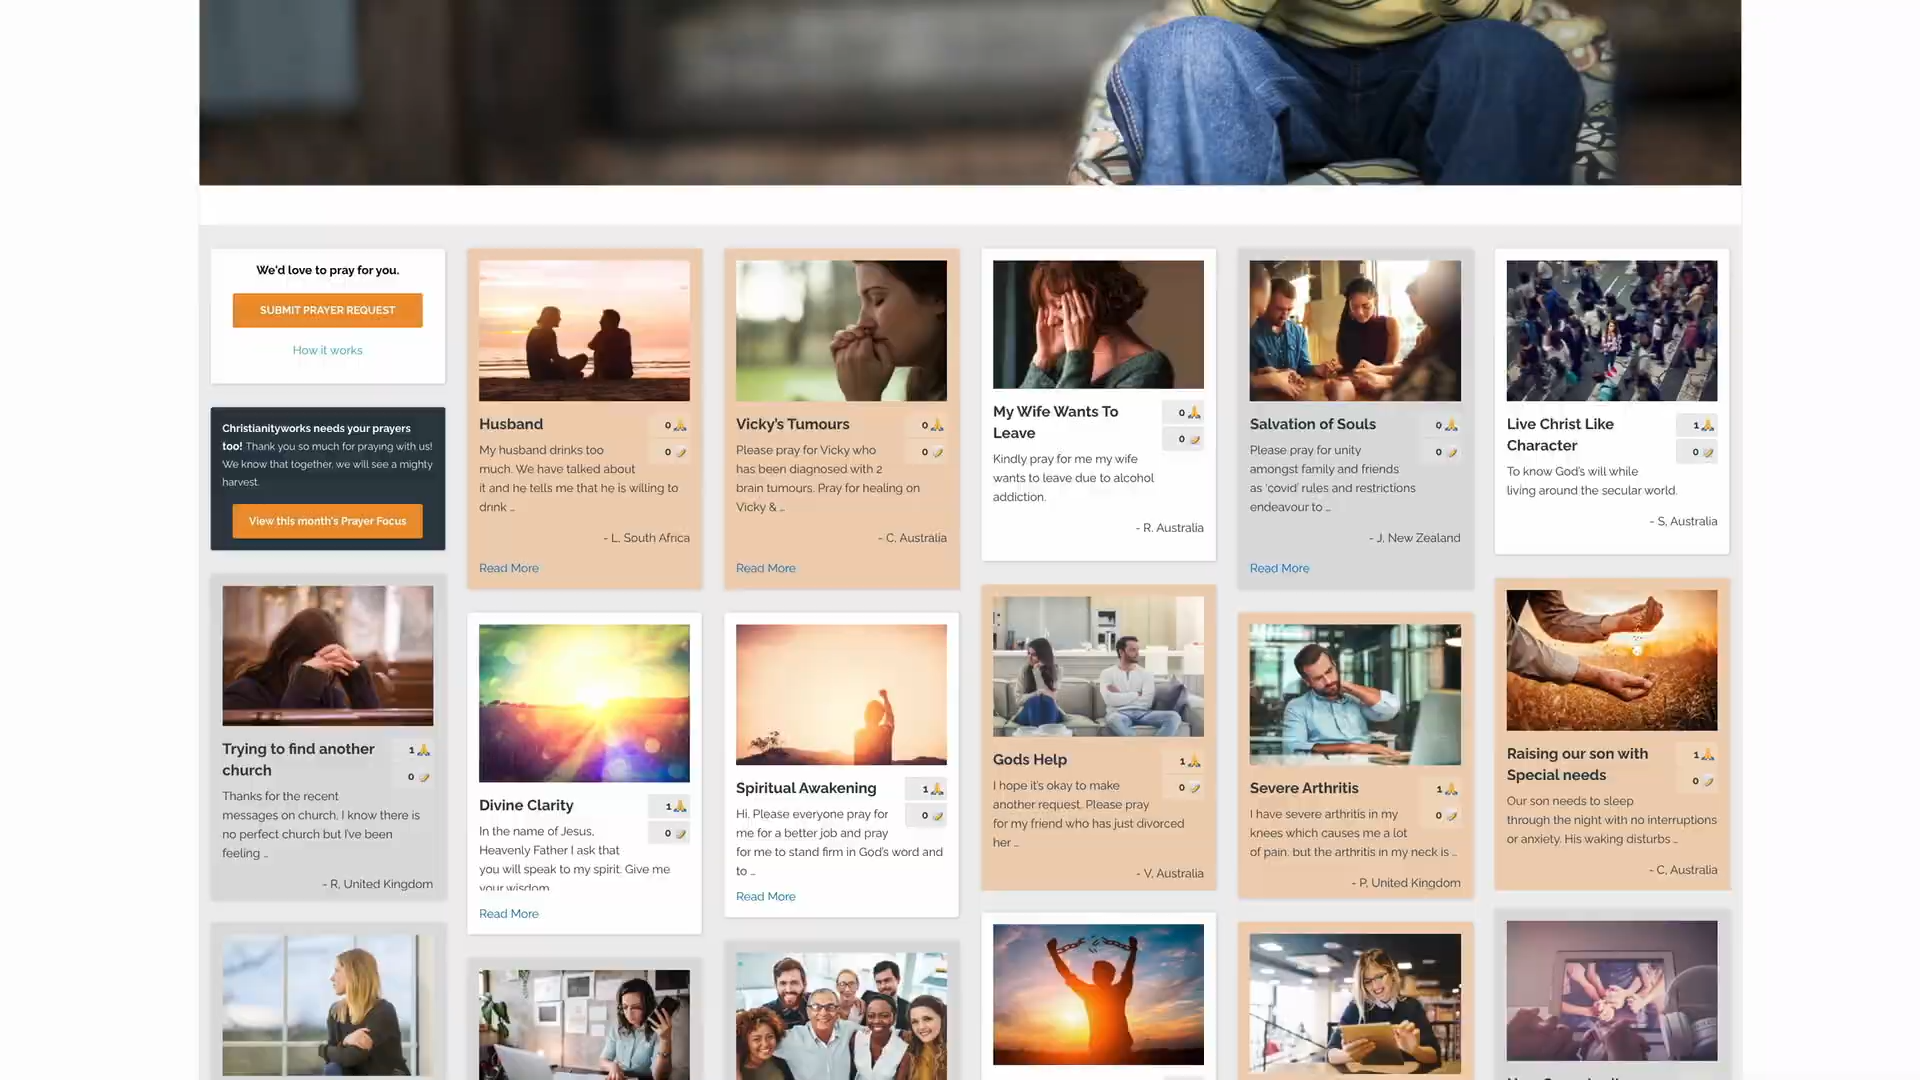 We'd love to pray for you.
SUBMIT PRAYER REQUEST
How it works
Christianityworks needs your prayers
too! Thank you so much for praying with us!
We know that together, we will see a mighty
harvest.
View this month's Prayer Focus
Trying to find another
church
1
0
Thanks for the recent
messages on church. I know there is
no perfect church but I've been
feeling ...
- R, United Kingdom
Husband
0
0
My husband drinks too
much. We have talked about
it and he tells me that he is willing to
drink ...
- L, South Africa
Read More
Divine Clarity
1
0
In the name of Jesus,
Heavenly Father I ask that
you will speak to my spirit. Give me
your wisdom
Read More
Vicky's Tumours
0
0
Please pray for Vicky who
has been diagnosed with 2
brain tumours. Pray for healing on
Vicky & ...
- C, Australia
Read More
Spiritual Awakening
1
0
Hi, Please everyone pray for
me for a better job and pray
for me to stand firm in God's word and
to ...
Read More
My Wife Wants To
Leave
0
0
Kindly pray for me my wife
wants to leave due to alcohol
addiction.
- R, Australia
Gods Help
1
0
I hope it's okay to make
another request. Please pray
for my friend who has just divorced
her ...
- V, Australia
Salvation of Souls
0
0
Please pray for unity
amongst family and friends
as 'covid' rules and restrictions
endeavour to ...
- J, New Zealand
Read More
Severe Arthritis
1
0
I have severe arthritis in my
knees which causes me a lot
of pain, but the arthritis in my neck is ...
- P, United Kingdom
Live Christ Like
Character
1
0
To know God's will while
living around the secular world.
- S, Australia
Raising our son with
Special needs
1
0
Our son needs to sleep
through the night with no interruptions
or anxiety. His waking disturbs ...
- C, Australia